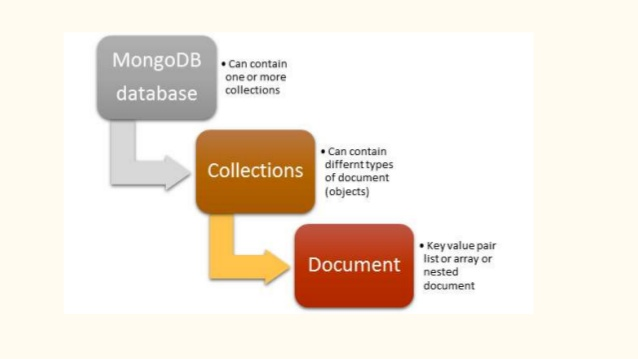 MongoDB
database
• Can contain
one or more
collections
Collections
• Can contain
differnt types
of document
(objects)
Document
• Key value pair
list or array or
nested
document